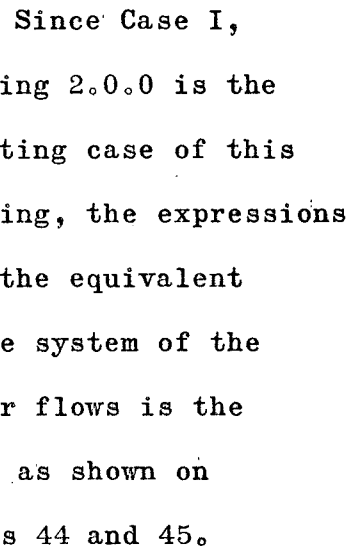 Since Case I,
ing 2.0.0 is the
ting case of this
ing, the expressions
the equivalent
e system of the
r flows is the
as shown on
s 44 and 45.